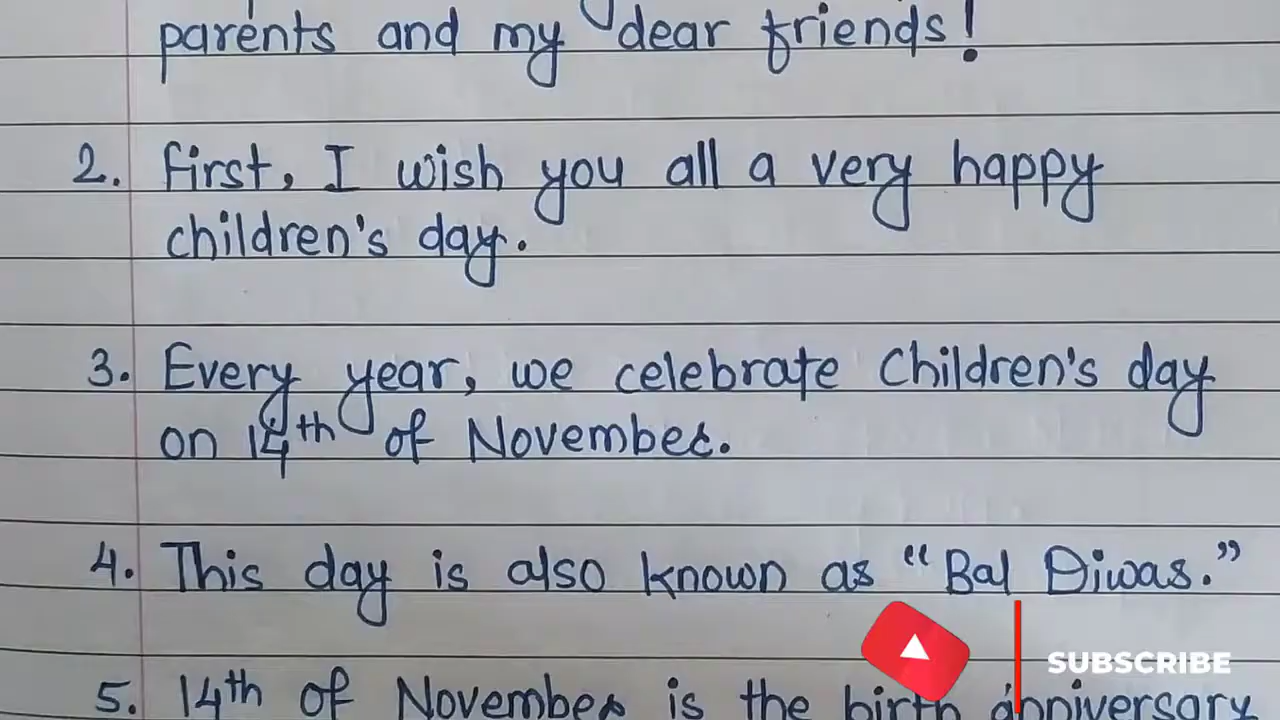 parents and my dear friends!
2. First, I wish you all a very happy
children's day.
3. Every year, we celebrate Children's day
on 14th of November.
4. This day is also known as “Bal Diwas.”
SUBSCRIBE
5. 14th of November is the birth anniversary